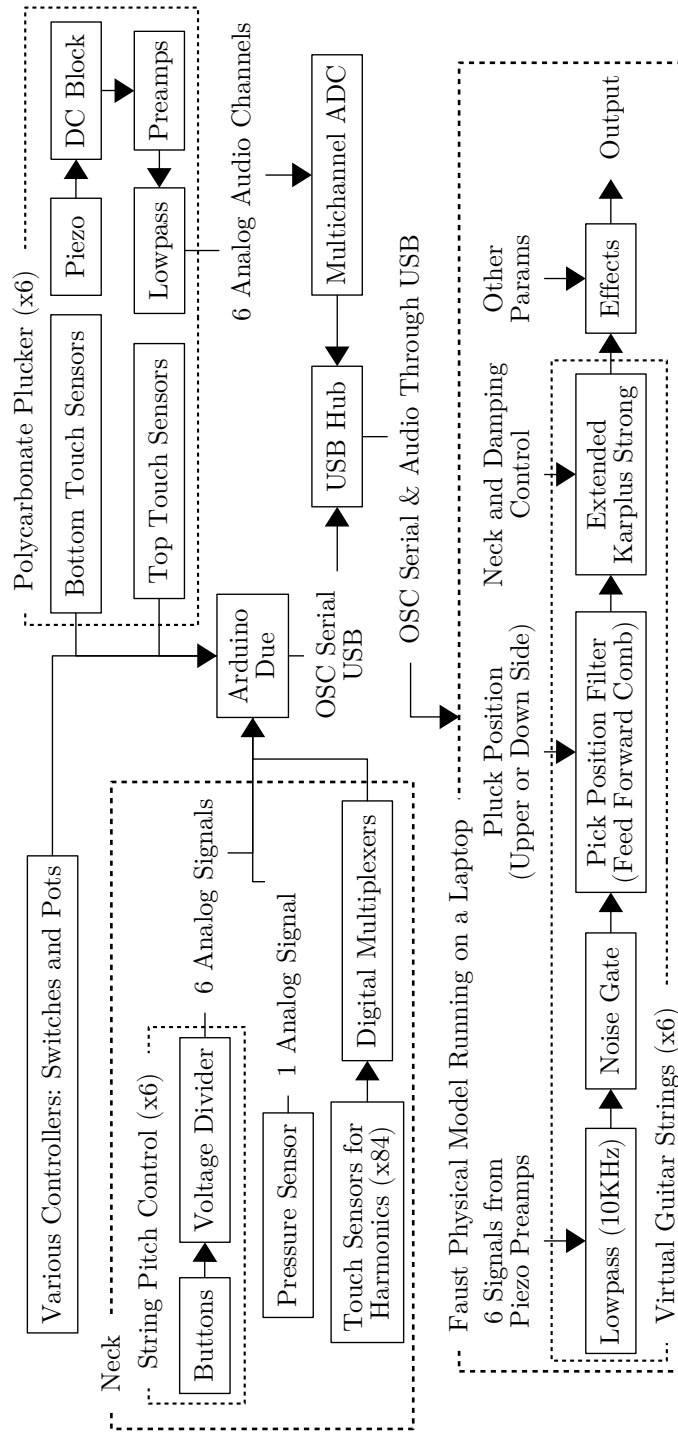 Various Controllers: Switches and Pots
Neck
String Pitch Control (x6)
Buttons
Voltage Divider
6 Analog Signals
Pressure Sensor
1 Analog Signal
Touch Sensors for
Harmonics (x84)
Digital Multiplexers
Arduino
Due
OSC Serial
USB
Polycarbonate Plucker (x6)
Bottom Touch Sensors
Top Touch Sensors
Piezo
DC Block
Preamps
Lowpass
6 Analog Audio Channels
Multichannel ADC
USB Hub
OSC Serial & Audio Through USB
Faust Physical Model Running on a Laptop
6 Signals from
Piezo Preamps
Pluck Position
(Upper or Down Side)
Neck and Damping
Control
Other
Params
Lowpass (10KHz)
Noise Gate
Pick Position Filter
(Feed Forward Comb)
Extended
Karplus Strong
Effects
Output
Virtual Guitar Strings (x6)